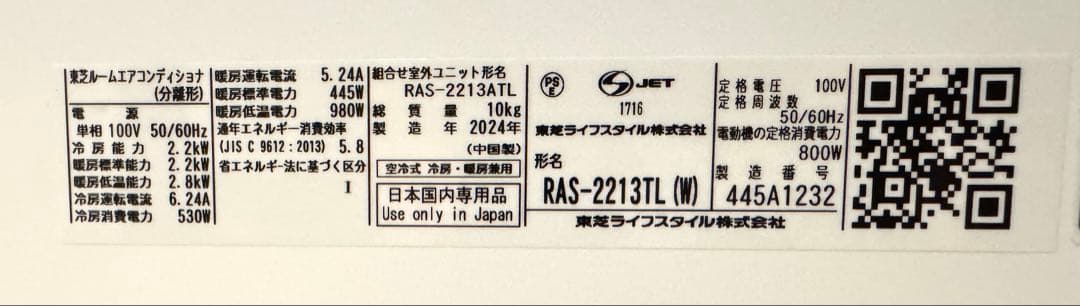 東芝ルームエアコンディショナ
(分離形)
電源
単相100V 50/60Hz
冷房能力 2.2kW
暖房標準能力 2.2kW
暖房低温能力 2.8kW
冷房運転電流 6.24A
冷房消費電力 530W
暖房運転電流 5.24A
暖房標準電力 445W
暖房低温電力 980W
通年エネルギー消費効率
(JIS C 9612:2013) 5.8
省エネルギー法に基づく区分
I
組合せ室外ユニット形名
RAS-2213ATL
総質量 10kg
製造年 2024年
(中国製)
空冷式 冷房・暖房兼用
日本国内専用品
Use only in Japan
PS
E
JET
1716
東芝ライフスタイル株式会社
形名
RAS-2213TL(W)
定格電圧 100V
定格周波数
50/60Hz
電動機の定格消費電力
800W
製造番号
445A1232
東芝ライフスタイル株式会社